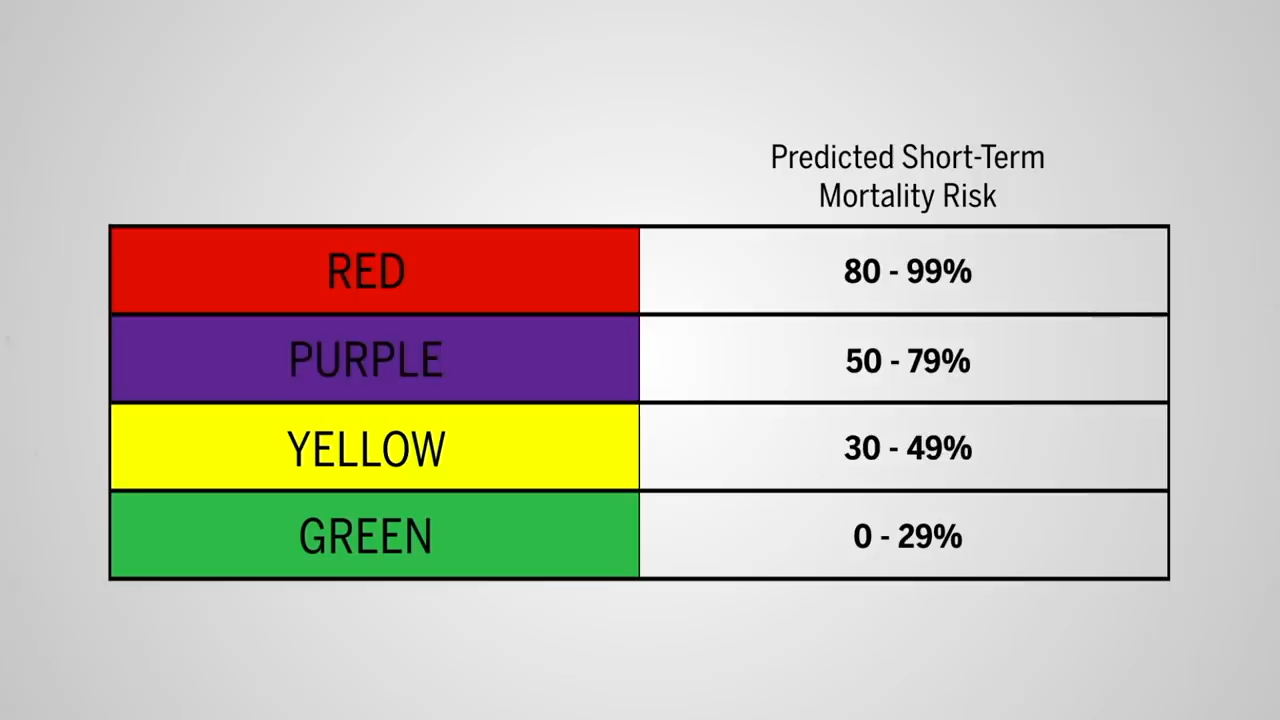 Predicted Short-Term
Mortality Risk
RED 80 - 99%
PURPLE 50 - 79%
YELLOW 30 - 49%
GREEN 0 - 29%